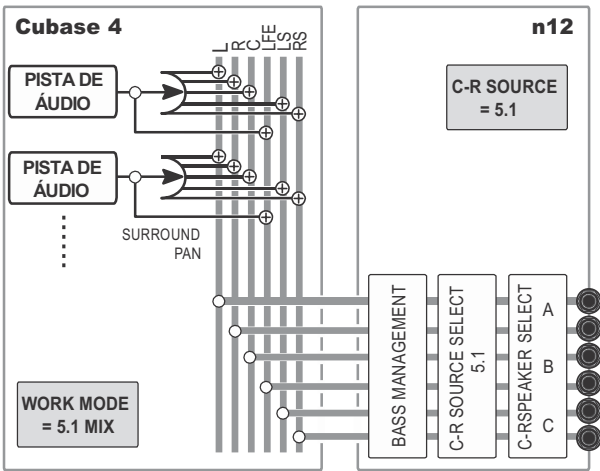 Cubase 4
n12
L
R
C
LFE
LS
RS
PISTA DE
ÁUDIO
C-R SOURCE
= 5.1
PISTA DE
ÁUDIO
SURROUND
PAN
BASS MANAGEMENT
C-R SOURCE SELECT
5.1
C-RSPEAKER SELECT
A
B
C
WORK MODE
= 5.1 MIX